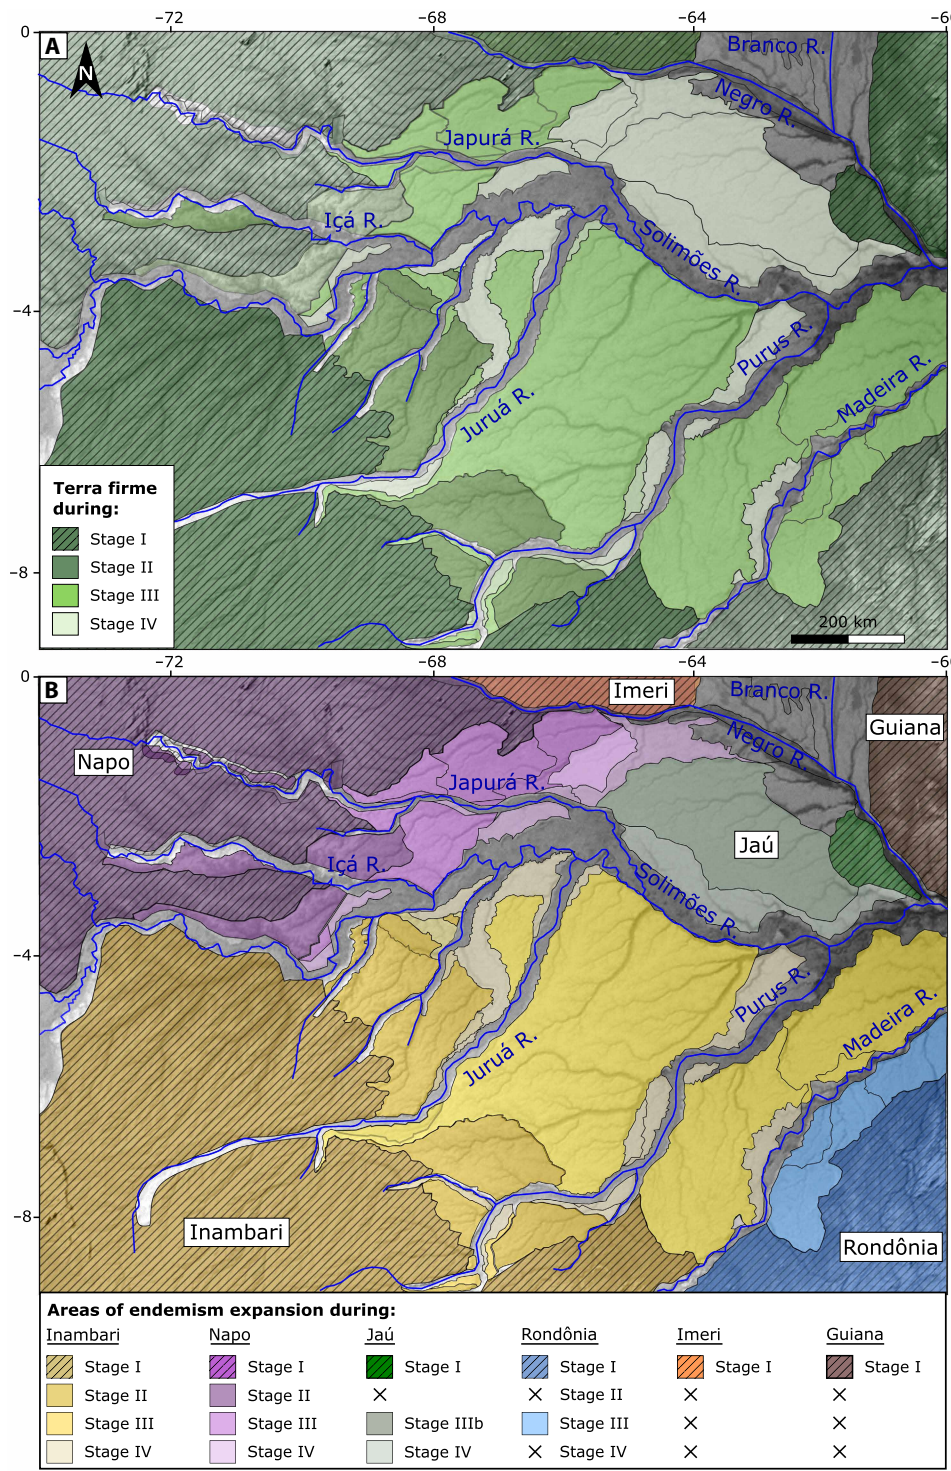 −72 −68 −64 −6
0
A
N
Branco R.
Negro R.
Japurá R.
Içá R.
Solimões R.
−4
Purus R.
Madeira R.
Juruá R.
Terra firme
during:
Stage I
Stage II
Stage III
Stage IV
−8
200 km
−72 −68 −64 −6
0
B
Imeri
Branco R.
Guiana
Negro R.
Napo
Japurá R.
Jaú
Içá R.
Solimões R.
−4
Purus R.
Madeira R.
Juruá R.
−8
Inambari
Rondônia
Areas of endemism expansion during:
Inambari Napo Jaú Rondônia Imeri Guiana
Stage I Stage I Stage I Stage I Stage I Stage I
Stage II Stage II × × Stage II × ×
Stage III Stage III Stage IIIb Stage III × ×
Stage IV Stage IV Stage IV × Stage IV × ×